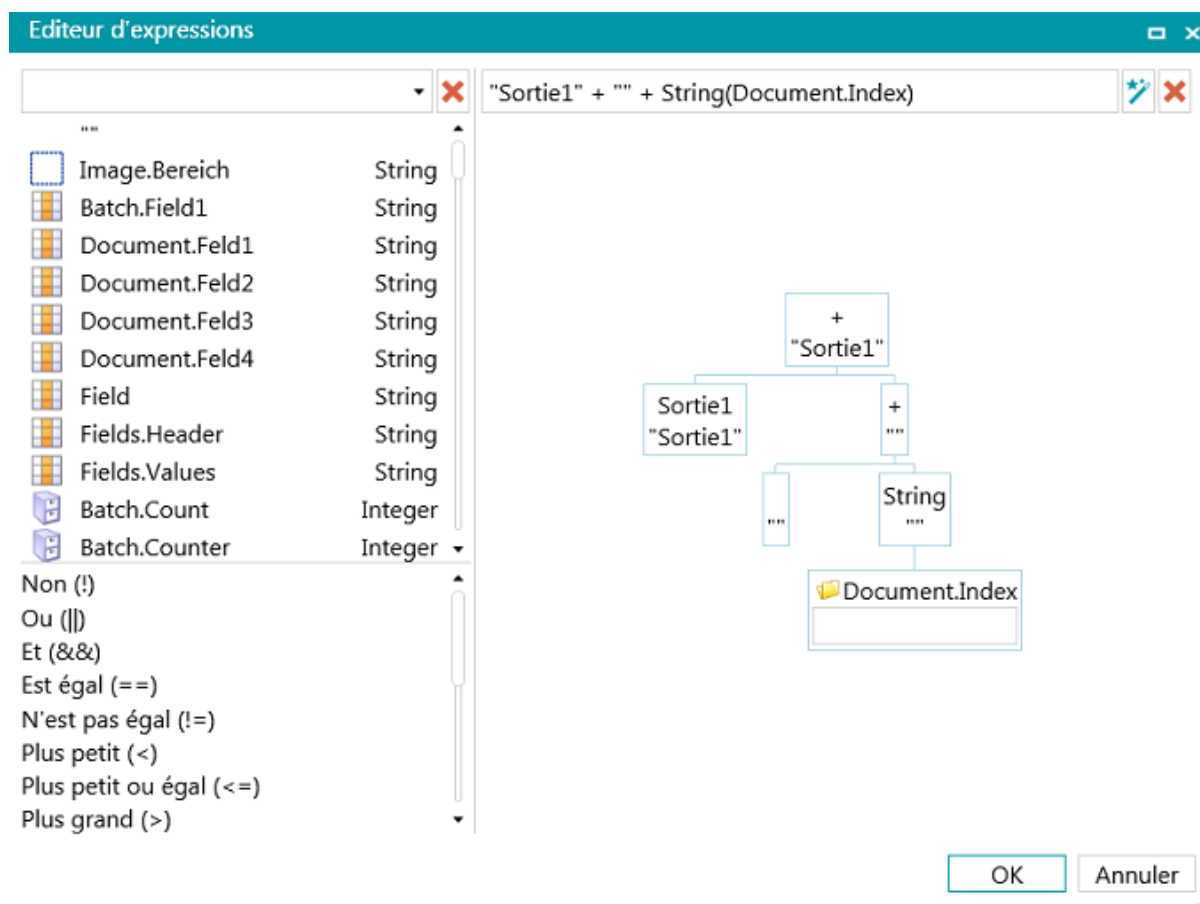 Editeur d'expressions
"Sortie1" + "" + String(Document.Index)
""
Image.Bereich String
Batch.Field1 String
Document.Feld1 String
Document.Feld2 String
Document.Feld3 String
Document.Feld4 String
Field String
Fields.Header String
Fields.Values String
Batch.Count Integer
Batch.Counter Integer
Non (!)
Ou (||)
Et (&&)
Est égal (==)
N'est pas égal (!=)
Plus petit (<)
Plus petit ou égal (<=)
Plus grand (>)
+
"Sortie1"
Sortie1
"Sortie1"
+
""
""
String
""
Document.Index
OK Annuler